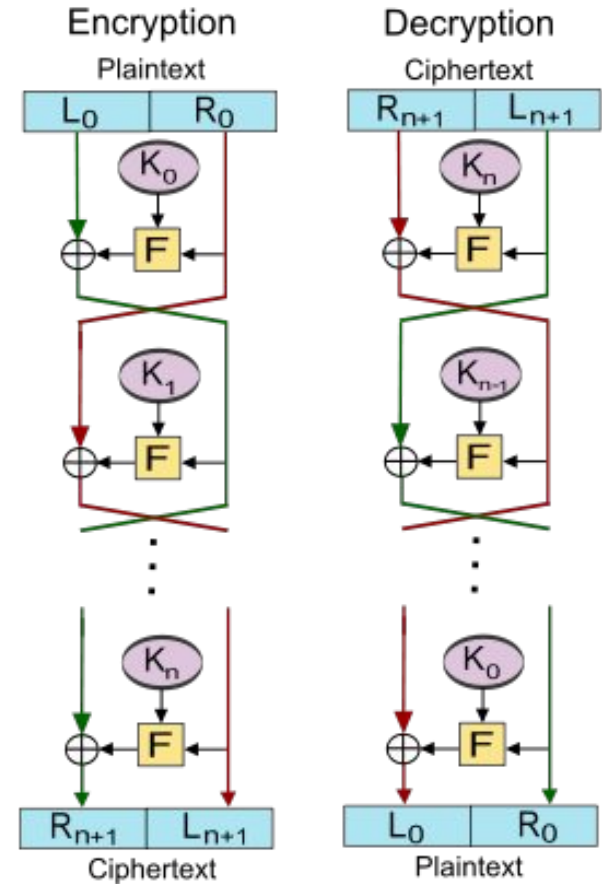 Encryption
Plaintext
L0 R0
K0
F
K1
F
Kn
F
Rn+1 Ln+1
Ciphertext
Decryption
Ciphertext
Rn+1 Ln+1
Kn
F
Kn-1
F
K0
F
L0 R0
Plaintext